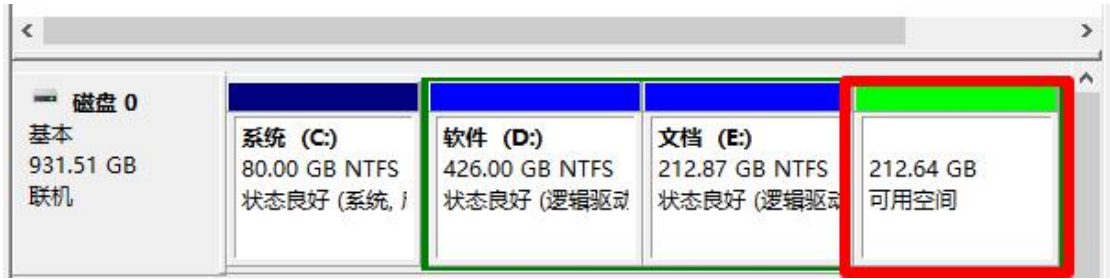 磁盘 0
基本
931.51 GB
联机
系统 (C:)
80.00 GB NTFS
状态良好 (系统,
软件 (D:)
426.00 GB NTFS
状态良好 (逻辑驱动
文档 (E:)
212.87 GB NTFS
状态良好 (逻辑驱动
212.64 GB
可用空间